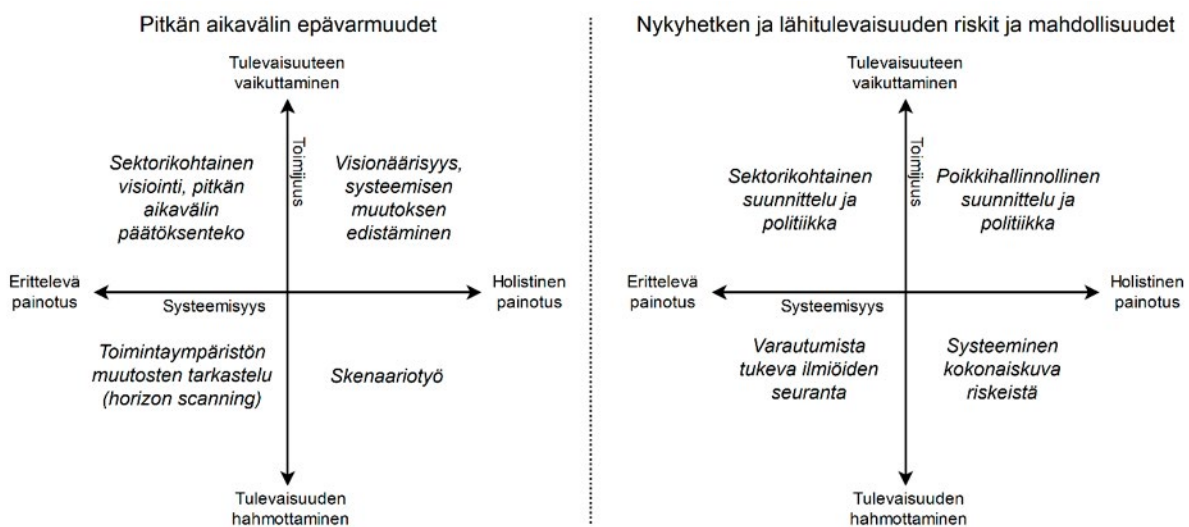 Pitkän aikavälin epävarmuudet
Tulevaisuuteen
vaikuttaminen
Toimijuus
Sektorikohtainen
visiointi, pitkän
aikavälin
päätöksenteko
Visionäärisyys,
systeemisen
muutoksen
edistäminen
Erittelevä
painotus
Systeemisyys
Holistinen
painotus
Toimintaympäristön
muutosten tarkastelu
(horizon scanning)
Skenaariotyö
Tulevaisuuden
hahmottaminen
Nykyhetken ja lähitulevaisuuden riskit ja mahdollisuudet
Tulevaisuuteen
vaikuttaminen
Toimijuus
Sektorikohtainen
suunnittelu ja
politiikka
Poikkihallinnollinen
suunnittelu ja
politiikka
Erittelevä
painotus
Systeemisyys
Holistinen
painotus
Varautumista
tukeva ilmiöiden
seuranta
Systeeminen
kokonaiskuva
riskeistä
Tulevaisuuden
hahmottaminen